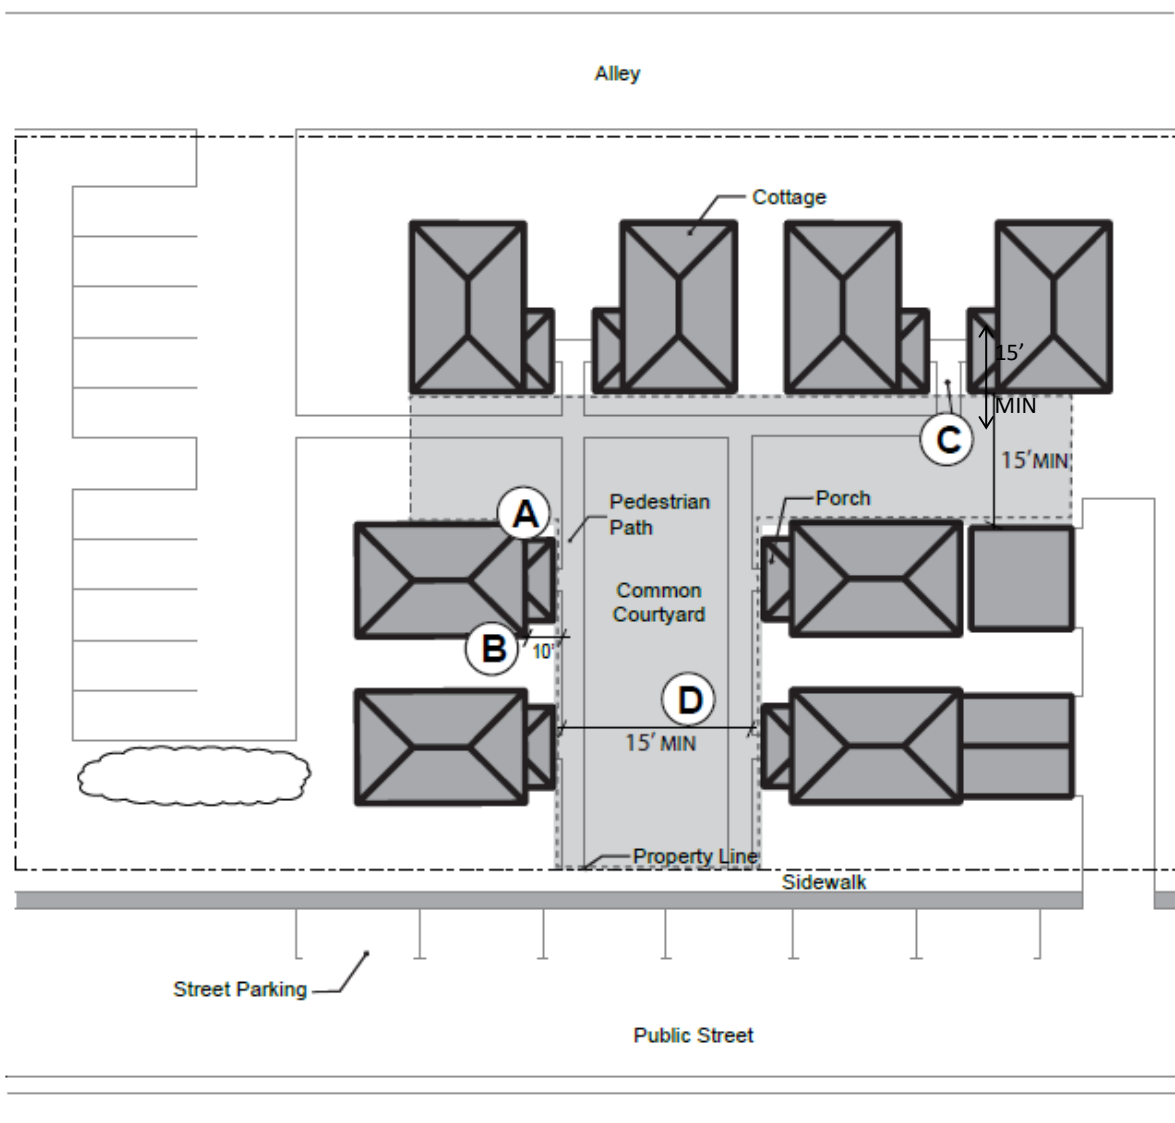 Alley
Cottage
15'
MIN
C
15' MIN
A
Pedestrian
Path
Porch
Common
Courtyard
B
10'
D
15' MIN
Property Line
Sidewalk
Street Parking
Public Street